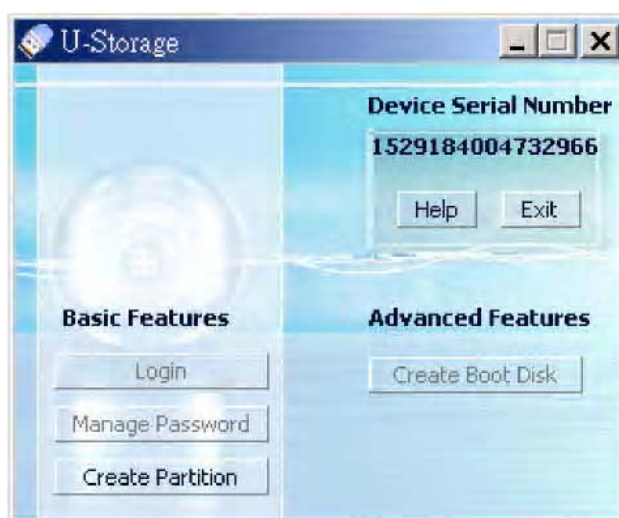 U-Storage
Device Serial Number
1529184004732966
Help Exit
Basic Features
Advanced Features
Login
Create Boot Disk
Manage Password
Create Partition